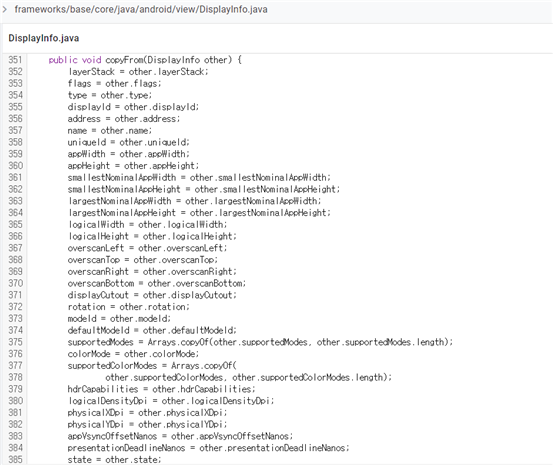 frameworks/base/core/java/android/view/DisplayInfo.java
DisplayInfo.java
351 public void copyFrom(DisplayInfo other) {
352 layerStack = other.layerStack;
353 flags = other.flags;
354 type = other.type;
355 displayId = other.displayId;
356 address = other.address;
357 name = other.name;
358 uniqueId = other.uniqueId;
359 appWidth = other.appWidth;
360 appHeight = other.appHeight;
361 smallestNominalAppWidth = other.smallestNominalAppWidth;
362 smallestNominalAppHeight = other.smallestNominalAppHeight;
363 largestNominalAppWidth = other.largestNominalAppWidth;
364 largestNominalAppHeight = other.largestNominalAppHeight;
365 logicalWidth = other.logicalWidth;
366 logicalHeight = other.logicalHeight;
367 overscanLeft = other.overscanLeft;
368 overscanTop = other.overscanTop;
369 overscanRight = other.overscanRight;
370 overscanBottom = other.overscanBottom;
371 displayCutout = other.displayCutout;
372 rotation = other.rotation;
373 modeId = other.modeId;
374 defaultModeId = other.defaultModeId;
375 supportedModes = Arrays.copyOf(other.supportedModes, other.supportedModes.length);
376 colorMode = other.colorMode;
377 supportedColorModes = Arrays.copyOf(
378 other.supportedColorModes, other.supportedColorModes.length);
379 hdrCapabilities = other.hdrCapabilities;
380 logicalDensityDpi = other.logicalDensityDpi;
381 physicalXDpi = other.physicalXDpi;
382 physicalYDpi = other.physicalYDpi;
383 appVsyncOffsetNanos = other.appVsyncOffsetNanos;
384 presentationDeadlineNanos = other.presentationDeadlineNanos;
385 state = other.state;